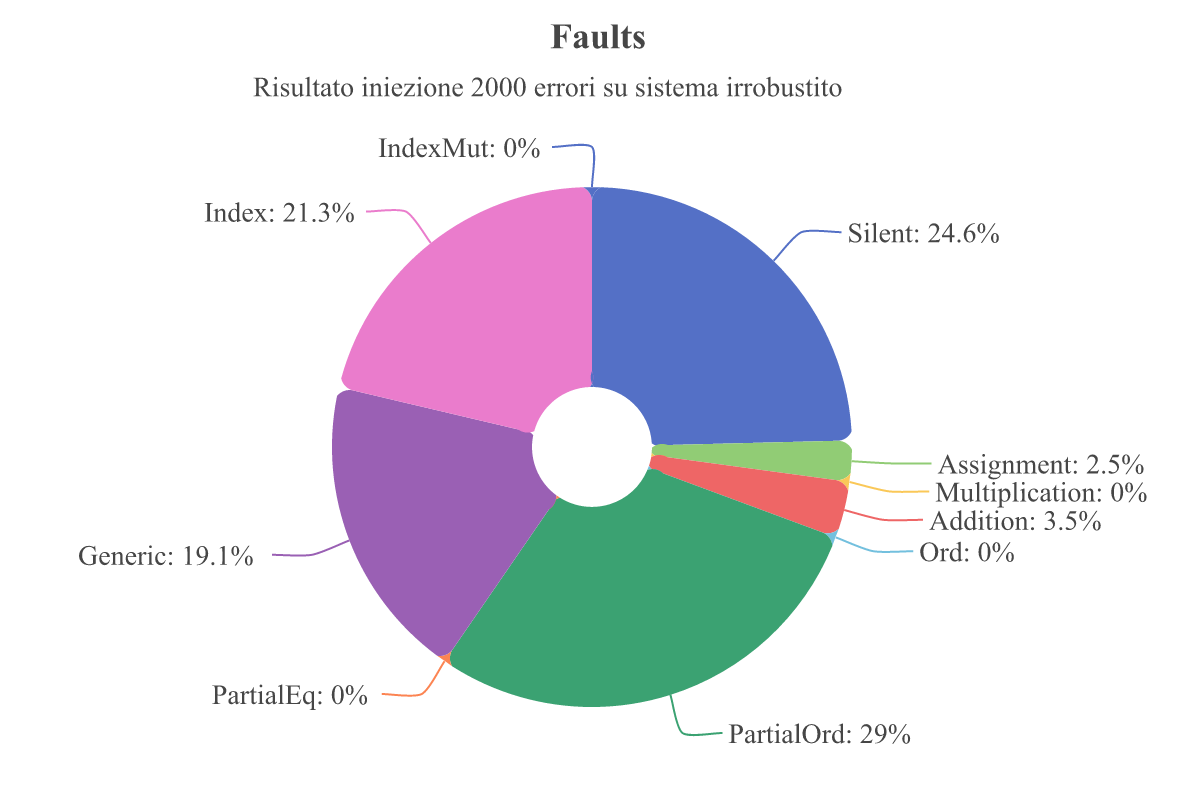 Faults
Risultato iniezione 2000 errori su sistema irrobustito
IndexMut: 0%
Index: 21.3%
Silent: 24.6%
Assignment: 2.5%
Multiplication: 0%
Addition: 3.5%
Ord: 0%
Generic: 19.1%
PartialEq: 0%
PartialOrd: 29%